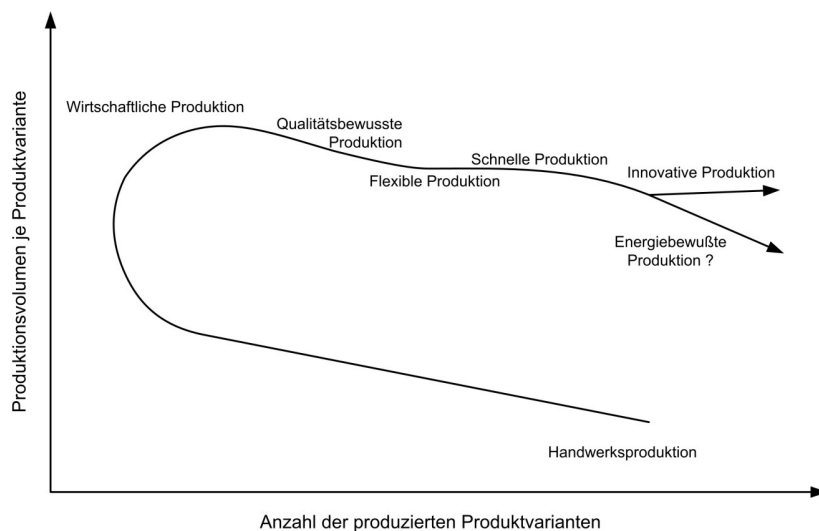 Wirtschaftliche Produktion
Qualitätsbewusste
Produktion
Flexible Produktion
Schnelle Produktion
Innovative Produktion
Energiebewußte
Produktion ?
Handwerksproduktion
Produktionsvolumen je Produktvariante
Anzahl der produzierten Produktvarianten